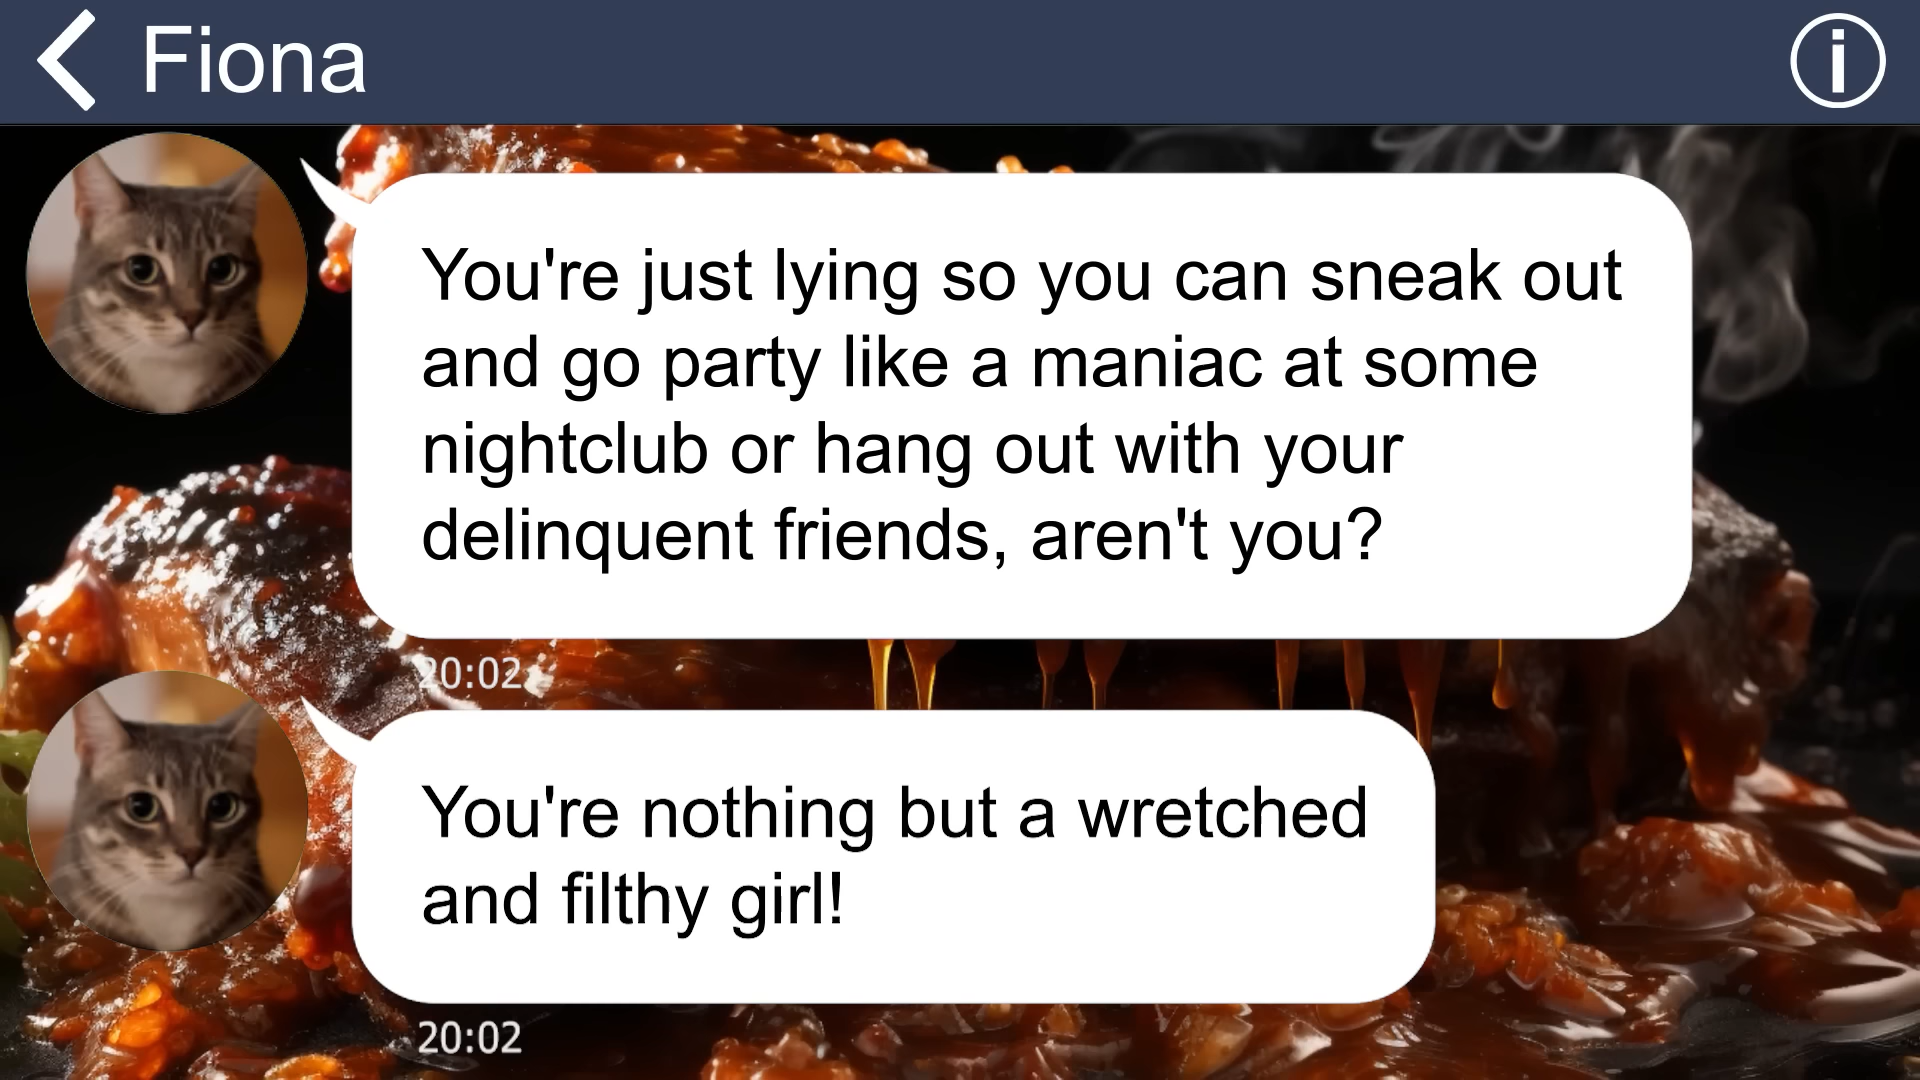 Fiona
You're just lying so you can sneak out
and go party like a maniac at some
nightclub or hang out with your
delinquent friends, aren't you?
20:02
You're nothing but a wretched
and filthy girl!
20:02